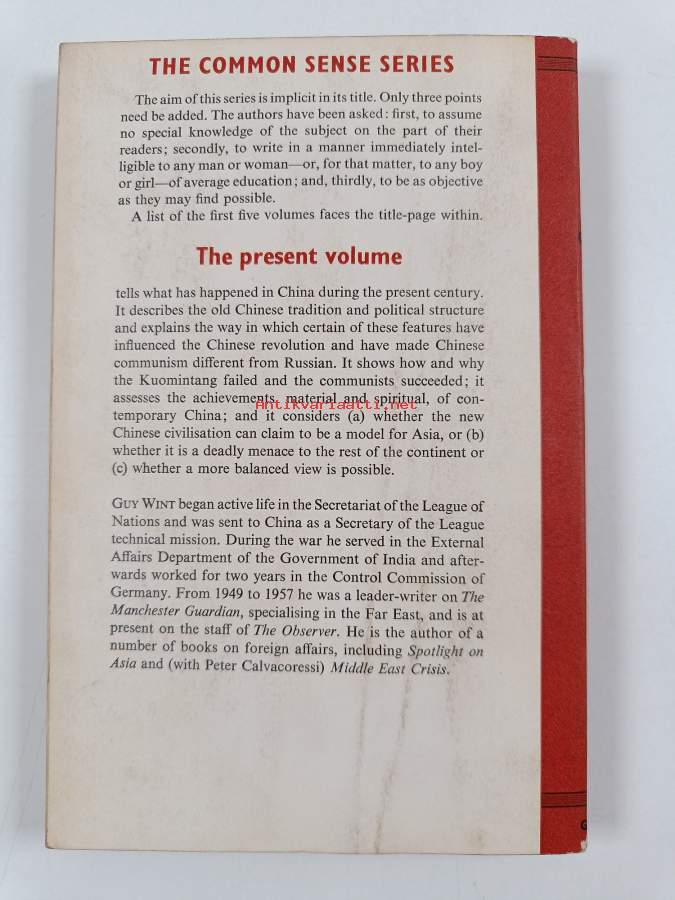 THE COMMON SENSE SERIES
The aim of this series is implicit in its title. Only three points
need be added. The authors have been asked: first, to assume
no special knowledge of the subject on the part of their
readers; secondly, to write in a manner immediately intel-
ligible to any man or woman—or, for that matter, to any boy
or girl—of average education; and, thirdly, to be as objective
as they may find possible.
A list of the first five volumes faces the title-page within.
The present volume
tells what has happened in China during the present century.
It describes the old Chinese tradition and political structure
and explains the way in which certain of these features have
influenced the Chinese revolution and have made Chinese
communism different from Russian. It shows how and why
the Kuomintang failed and the communists succeeded; it
assesses the achievements, material and spiritual, of con-
Antikvariaatti.net
temporary China; and it considers (a) whether the new
Chinese civilisation can claim to be a model for Asia, or (b)
whether it is a deadly menace to the rest of the continent or
(c) whether a more balanced view is possible.
GUY WINT began active life in the Secretariat of the League of
Nations and was sent to China as a Secretary of the League
technical mission. During the war he served in the External
Affairs Department of the Government of India and after-
wards worked for two years in the Control Commission of
Germany. From 1949 to 1957 he was a leader-writer on The
Manchester Guardian, specialising in the Far East, and is at
present on the staff of The Observer. He is the author of a
number of books on foreign affairs, including Spotlight on
Asia and (with Peter Calvacoressi) Middle East Crisis.